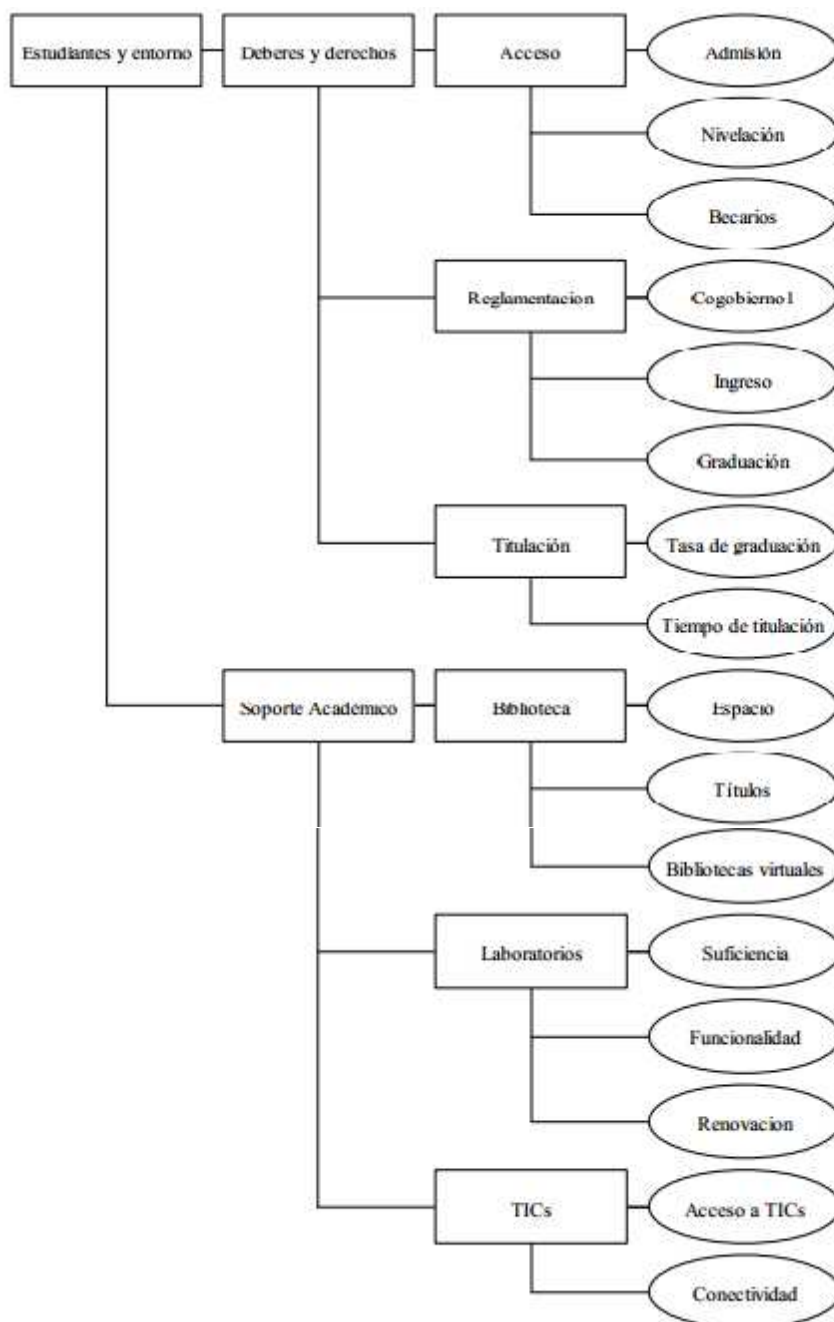 Estudiantes y entorno
Deberes y derechos
Acceso
Admisión
Nivelación
Becarios
Reglamentacion
Cogobierno1
Ingreso
Graduación
Titulación
Tasa de graduación
Tiempo de titulación
Soporte Académico
Biblioteca
Espacio
Títulos
Bibliotecas virtuales
Laboratorios
Suficiencia
Funcionalidad
Renovacion
TICs
Acceso a TICs
Conectividad